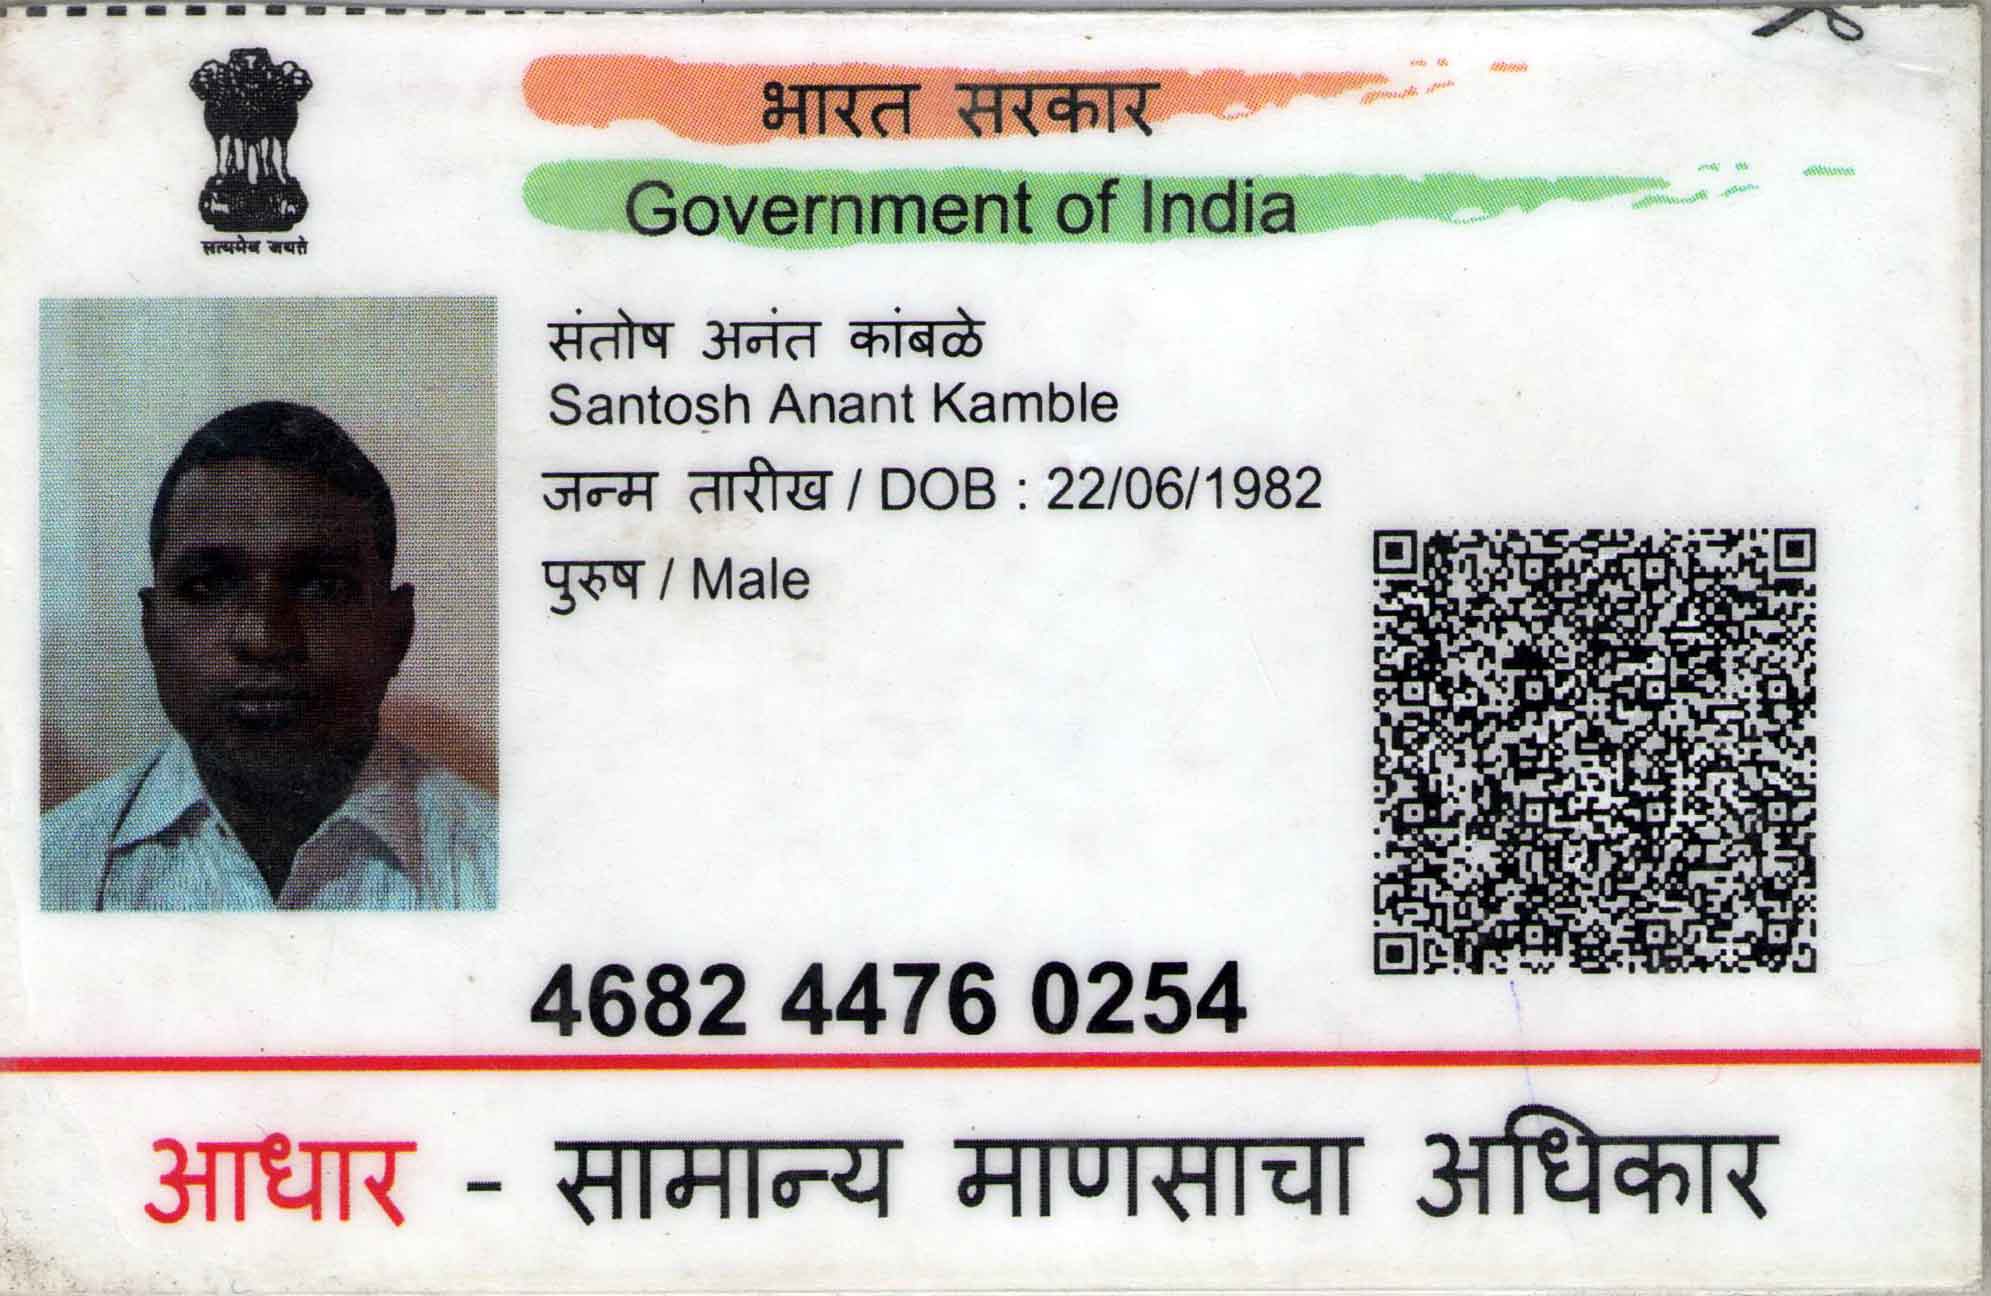 भारत सरकार
Government of India
सत्यमेव जयते
संतोष अनंत कांबळे
Santosh Anant Kamble
जन्म तारीख / DOB : 22/06/1982
पुरुष / Male
4682 4476 0254
आधार - सामान्य माणसाचा अधिकार